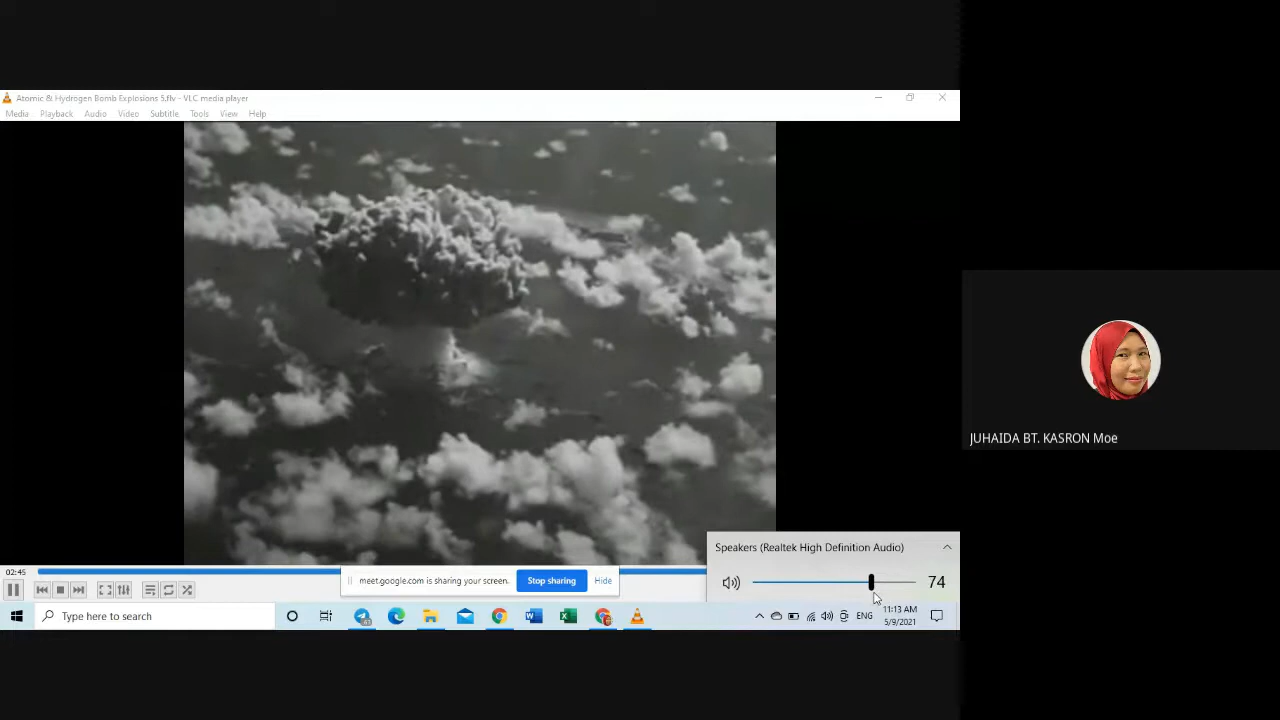 Atomic & Hydrogen Bomb Explosions 5.flv - VLC media player
Media Playback Audio Video Subtitle Tools View Help
JUHAIDA BT. KASRON Moe
Speakers (Realtek High Definition Audio)
02:45
meet.google.com is sharing your screen. Stop sharing Hide
74
Type here to search
ENG
11:13 AM
5/9/2021